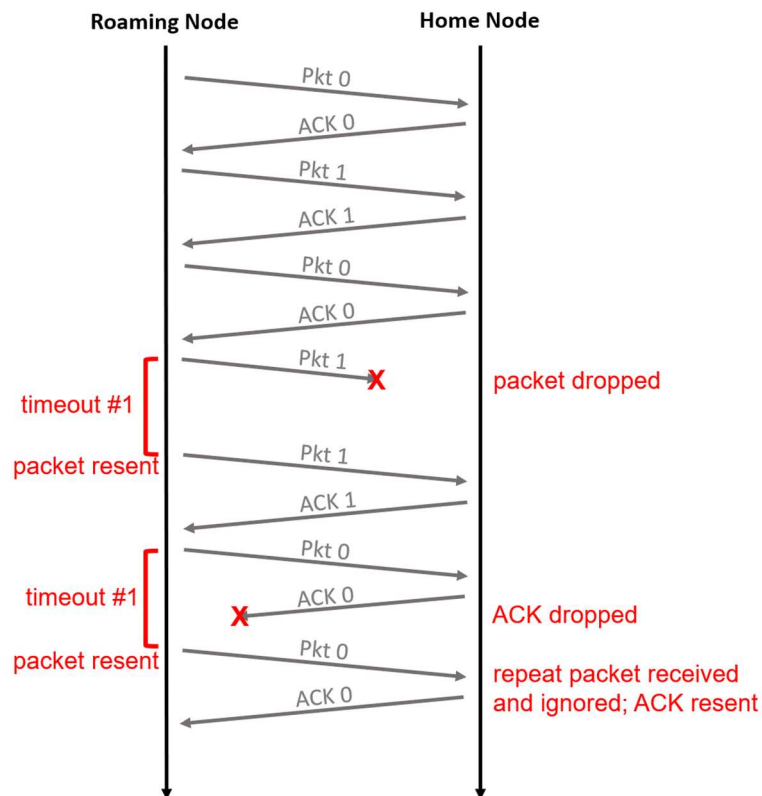 Roaming Node
Home Node
Pkt 0
ACK 0
Pkt 1
ACK 1
Pkt 0
ACK 0
Pkt 1
X
packet dropped
timeout #1
packet resent
Pkt 1
ACK 1
Pkt 0
timeout #1
X
ACK 0
ACK dropped
packet resent
Pkt 0
repeat packet received
and ignored; ACK resent
ACK 0